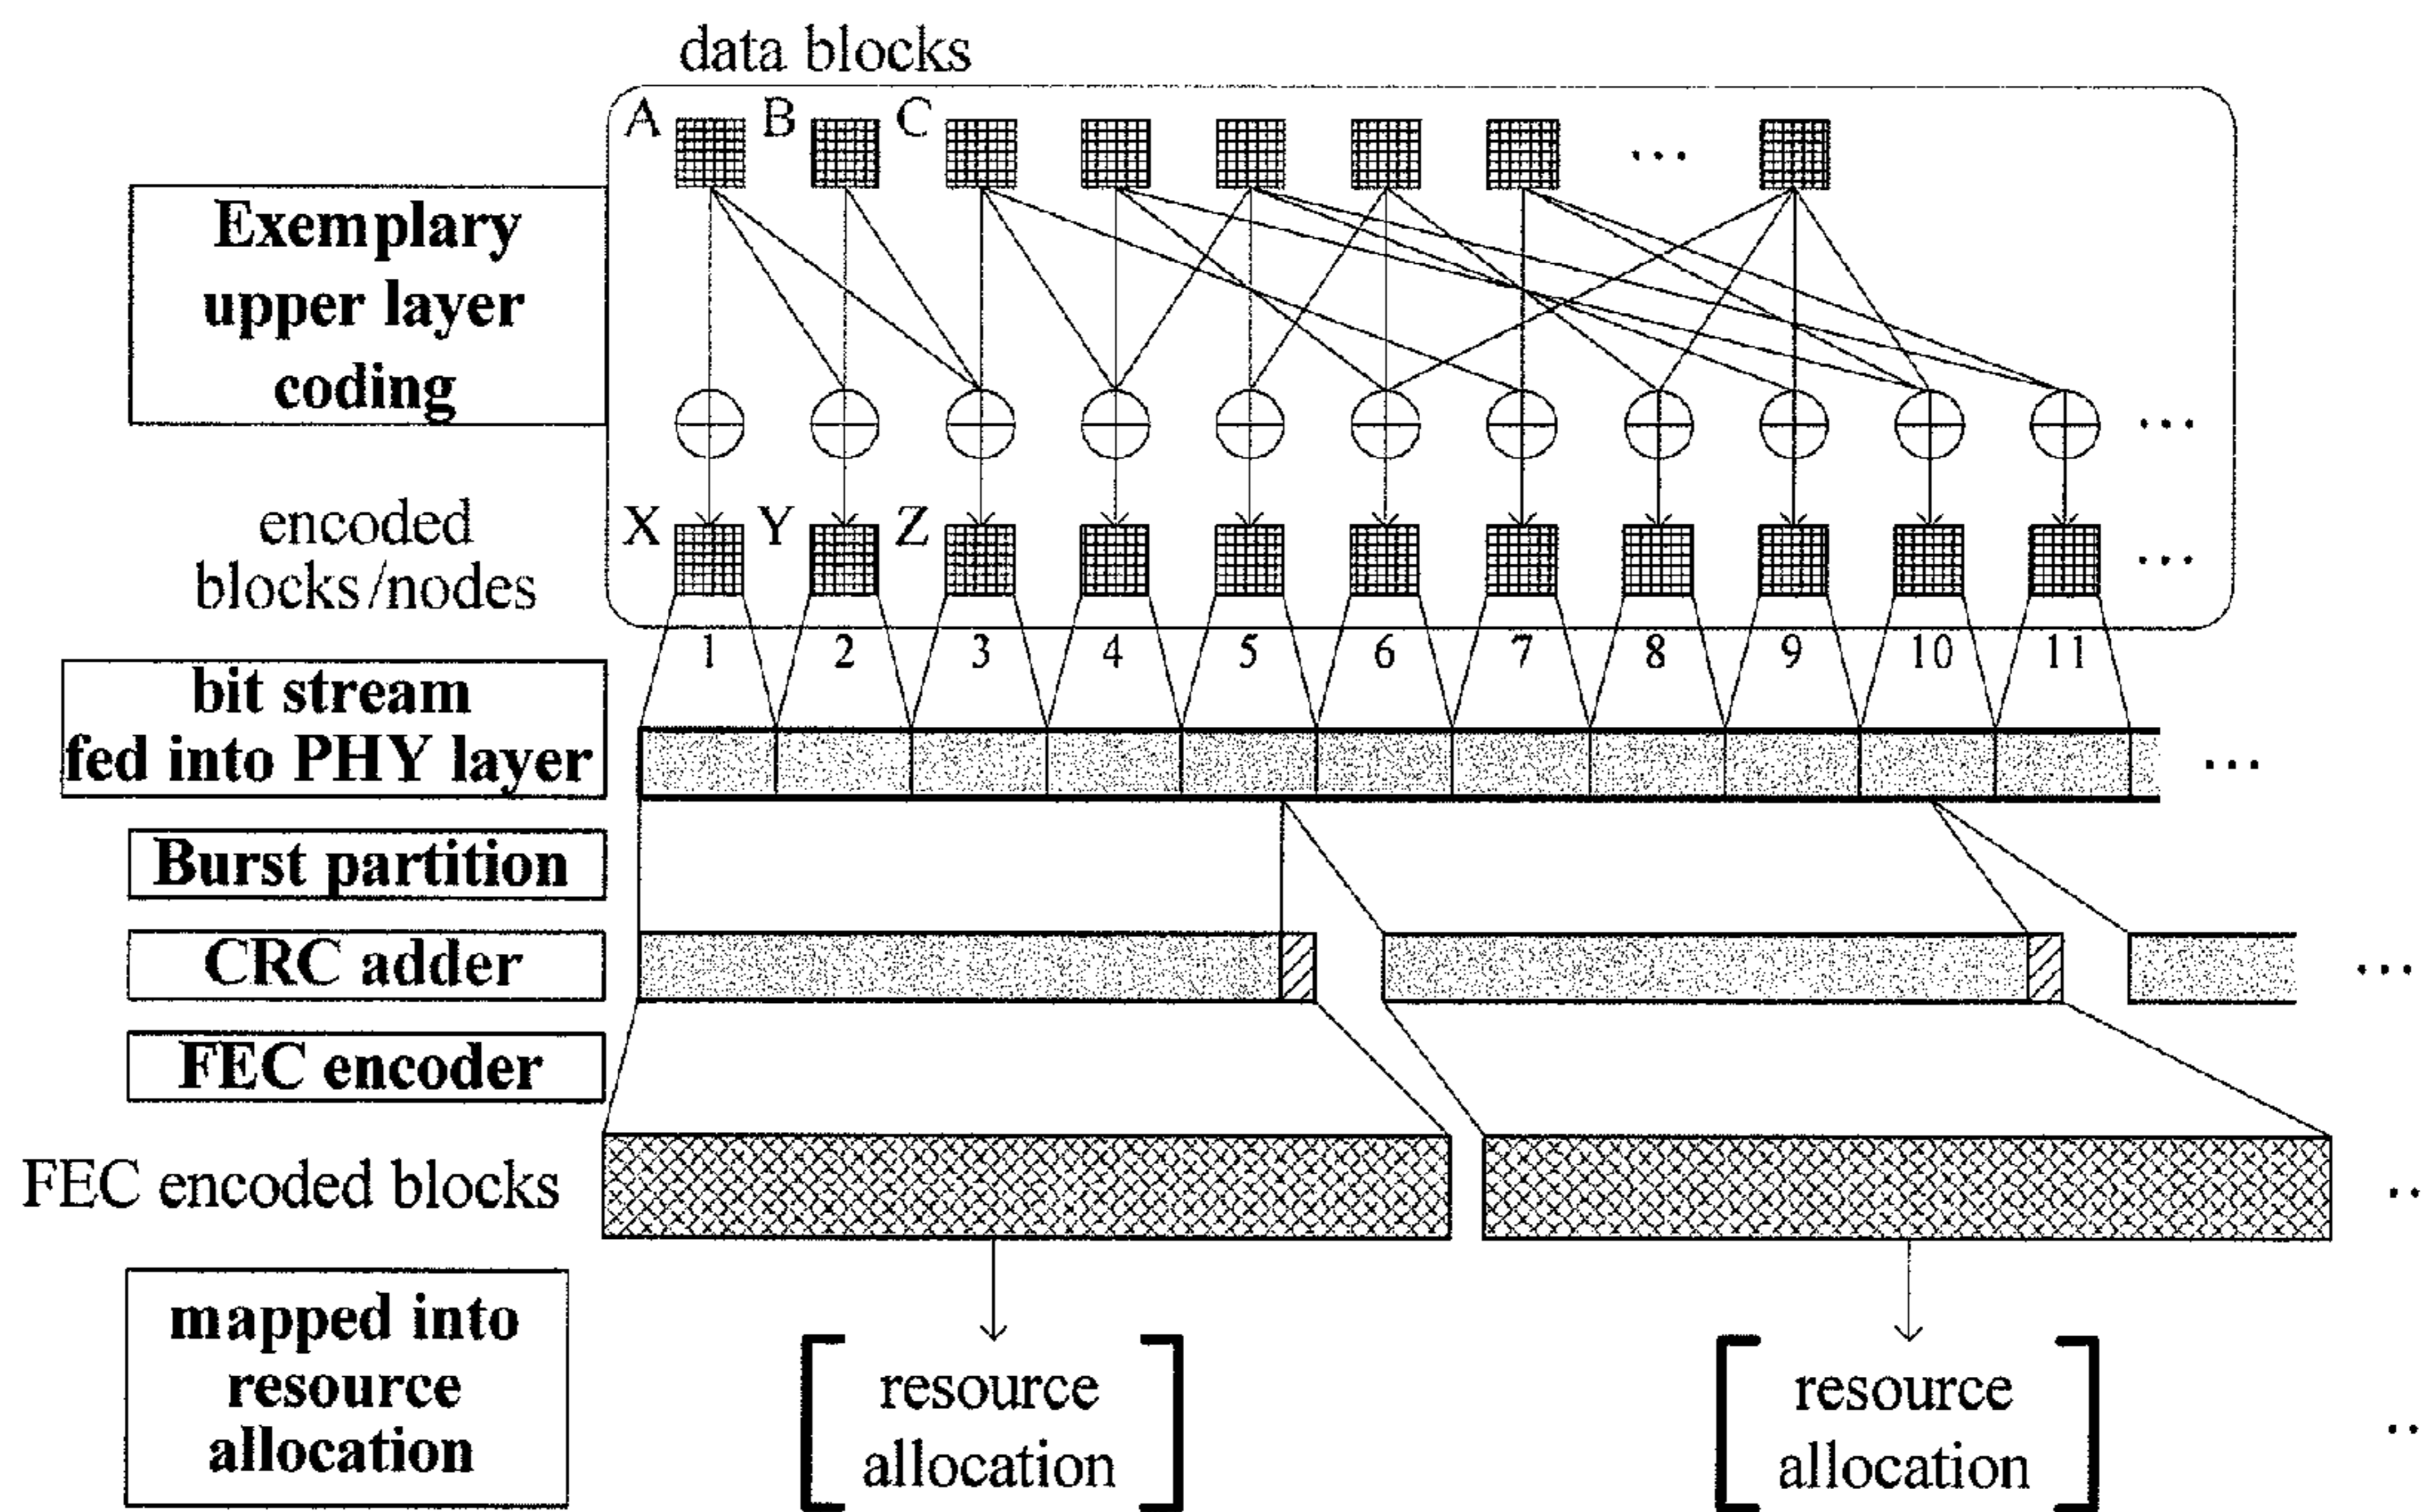 data blocks
A B C ...
Exemplary
upper layer
coding
...
encoded
blocks/nodes
X Y Z ...
1 2 3 4 5 6 7 8 9 10 11
bit stream
fed into PHY layer
...
Burst partition
CRC adder
...
FEC encoder
FEC encoded blocks
..
mapped into
resource
allocation
resource
allocation
resource
allocation
..